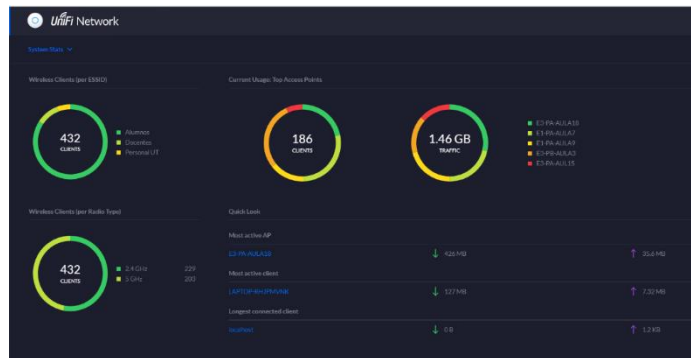 UniFi Network
System Stats
Wireless Clients (per ESSID)
432
CLIENTS
Alumnos
Docentes
Personal UT
Current Usage: Top Access Points
186
CLIENTS
1.46 GB
TRAFFIC
E3-PA-AULA18
E1-PA-AULA7
E1-PA-AULA9
E3-PB-AULA3
E3-PA-AULA15
Wireless Clients (per Radio Type)
432
CLIENTS
2.4 GHz 229
5 GHz 203
Quick Look
Most active AP
E3-PA-AULA18 ↓ 426 MB ↑ 35.6 MB
Most active client
↓ 127 MB ↑ 7.32 MB
Longest connected client
↓ 0 B ↑ 1.2 KB